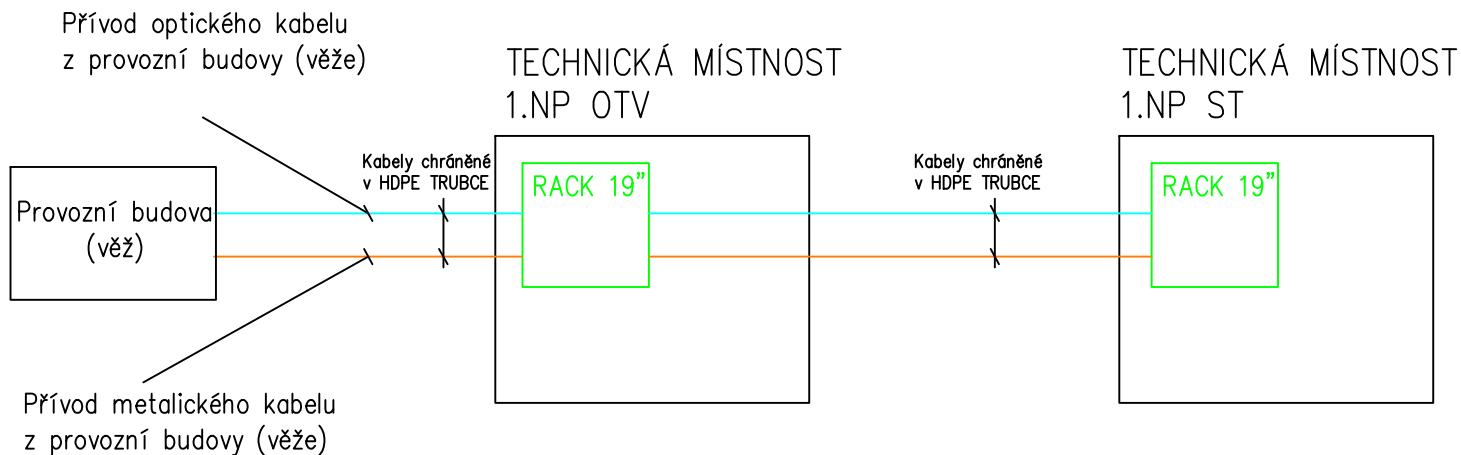 Přívod optického kabelu
z provozní budovy (věže)
TECHNICKÁ MÍSTNOST
1.NP OTV
TECHNICKÁ MÍSTNOST
1.NP ST
Kabely chráněné
v HDPE TRUBCE
Kabely chráněné
v HDPE TRUBCE
RACK 19"
RACK 19"
Provozní budova
(věž)
Přívod metalického kabelu
z provozní budovy (věže)